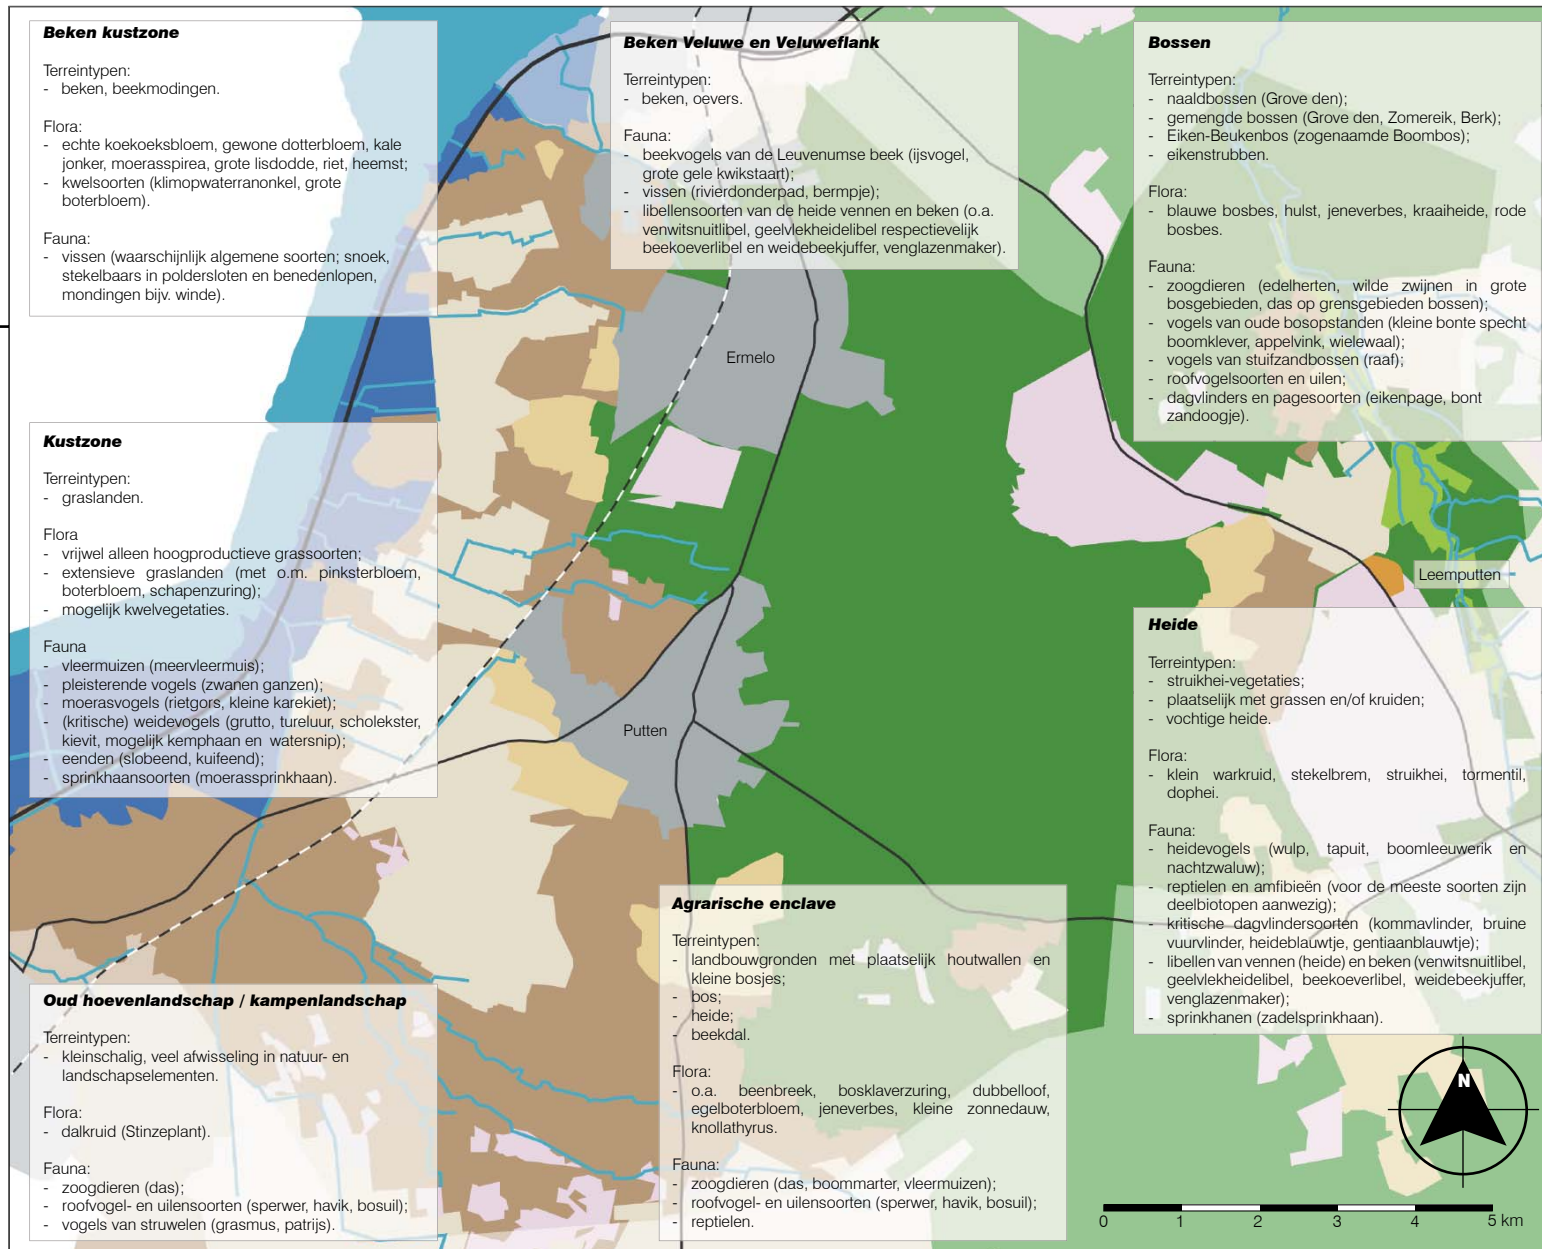 Beken kustzone
Terreintypen:
- beken, beekmodingen.
Flora:
- echte koekoeksbloem, gewone dotterbloem, kale
jonker, moerasspirea, grote lisdodde, riet, heemst;
- kwelsoorten (klimopwaterranonkel, grote
boterbloem).
Fauna:
- vissen (waarschijnlijk algemene soorten; snoek,
stekelbaars in poldersloten en benedenlopen,
mondingen bijv. winde).
Beken Veluwe en Veluweflank
Terreintypen:
- beken, oevers.
Fauna:
- beekvogels van de Leuvenumse beek (ijsvogel,
grote gele kwikstaart);
- vissen (rivierdonderpad, bermpje);
- libellensoorten van de heide vennen en beken (o.a.
venwitsnuitlibel, geelvlekheidelibel respectievelijk
beekoeverlibel en weidebeekjuffer, venglazenmaker).
Bossen
Terreintypen:
- naaldbossen (Grove den);
- gemengde bossen (Grove den, Zomereik, Berk);
- Eiken-Beukenbos (zogenaamde Boombos);
- eikenstrubben.
Flora:
- blauwe bosbes, hulst, jeneverbes, kraaiheide, rode
bosbes.
Fauna:
- zoogdieren (edelherten, wilde zwijnen in grote
bosgebieden, das op grensgebieden bossen);
- vogels van oude bosopstanden (kleine bonte specht
boomklever, appelvink, wielewaal);
- vogels van stuifzandbossen (raaf);
- roofvogelsoorten en uilen;
- dagvlinders en pagesoorten (eikenpage, bont
zandoogje).
Ermelo
Kustzone
Terreintypen:
- graslanden.
Flora
- vrijwel alleen hoogproductieve grassoorten;
- extensieve graslanden (met o.m. pinksterbloem,
boterbloem, schapenzuring);
- mogelijk kwelvegetaties.
Fauna
- vleermuizen (meervleermuis);
- pleisterende vogels (zwanen ganzen);
- moerasvogels (rietgors, kleine karekiet);
- (kritische) weidevogels (grutto, tureluur, scholekster,
kievit, mogelijk kemphaan en watersnip);
- eenden (slobeend, kuifeend);
- sprinkhaansoorten (moerassprinkhaan).
Leemputten
Putten
Heide
Terreintypen:
- struikhei-vegetaties;
- plaatselijk met grassen en/of kruiden;
- vochtige heide.
Flora:
- klein warkruid, stekelbrem, struikhei, tormentil,
dophei.
Fauna:
- heidevogels (wulp, tapuit, boomleeuwerik en
nachtzwaluw);
- reptielen en amfibieën (voor de meeste soorten zijn
deelbiotopen aanwezig);
- kritische dagvlindersoorten (kommavlinder, bruine
vuurvlinder, heideblauwtje, gentiaanblauwtje);
- libellen van vennen (heide) en beken (venwitsnuitlibel,
geelvlekheidelibel, beekoeverlibel, weidebeekjuffer,
venglazenmaker);
- sprinkhanen (zadelsprinkhaan).
Oud hoevenlandschap / kampenlandschap
Terreintypen:
- kleinschalig, veel afwisseling in natuur- en
landschapselementen.
Flora:
- dalkruid (Stinzeplant).
Fauna:
- zoogdieren (das);
- roofvogel- en uilensoorten (sperwer, havik, bosuil);
- vogels van struwelen (grasmus, patrijs).
Agrarische enclave
Terreintypen:
- landbouwgronden met plaatselijk houtwallen en
kleine bosjes;
- bos;
- heide;
- beekdal.
Flora:
- o.a. beenbreek, bosklaverzuring, dubbelloof,
egelboterbloem, jeneverbes, kleine zonnedauw,
knollathyrus.
Fauna:
- zoogdieren (das, boommarter, vleermuizen);
- roofvogel- en uilensoorten (sperwer, havik, bosuil);
- reptielen.
N
0 1 2 3 4 5 km